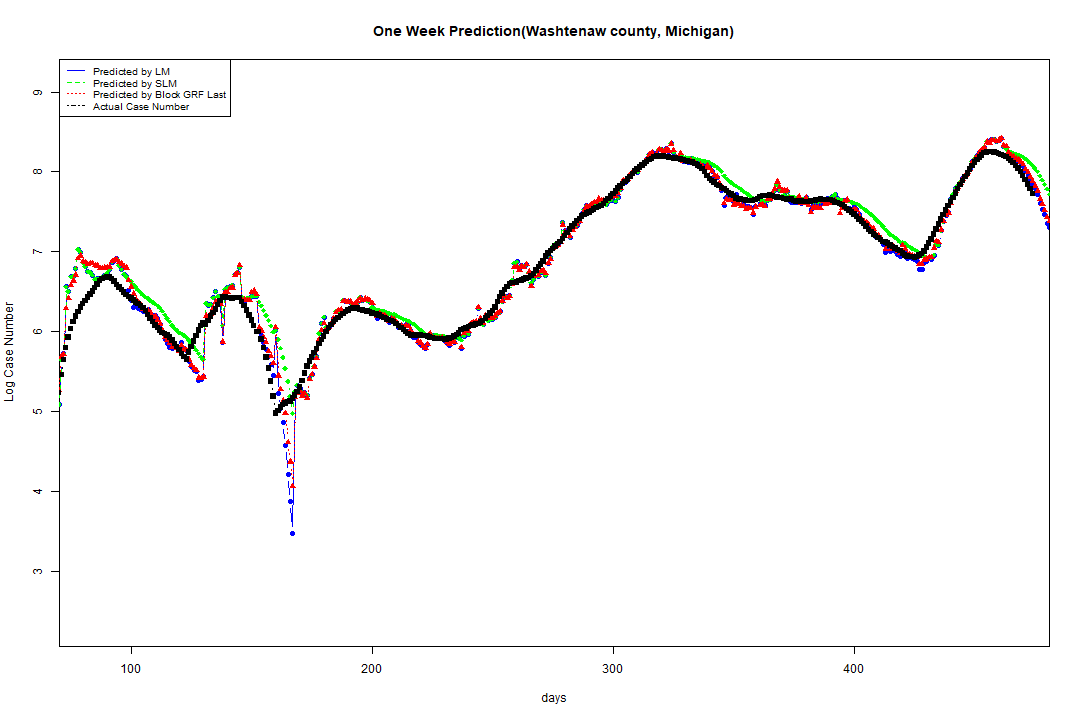 One Week Prediction(Washtenaw county, Michigan)
Predicted by LM
Predicted by SLM
Predicted by Block GRF Last
Actual Case Number
9
8
7
6
5
4
3
Log Case Number
100 200 300 400
days